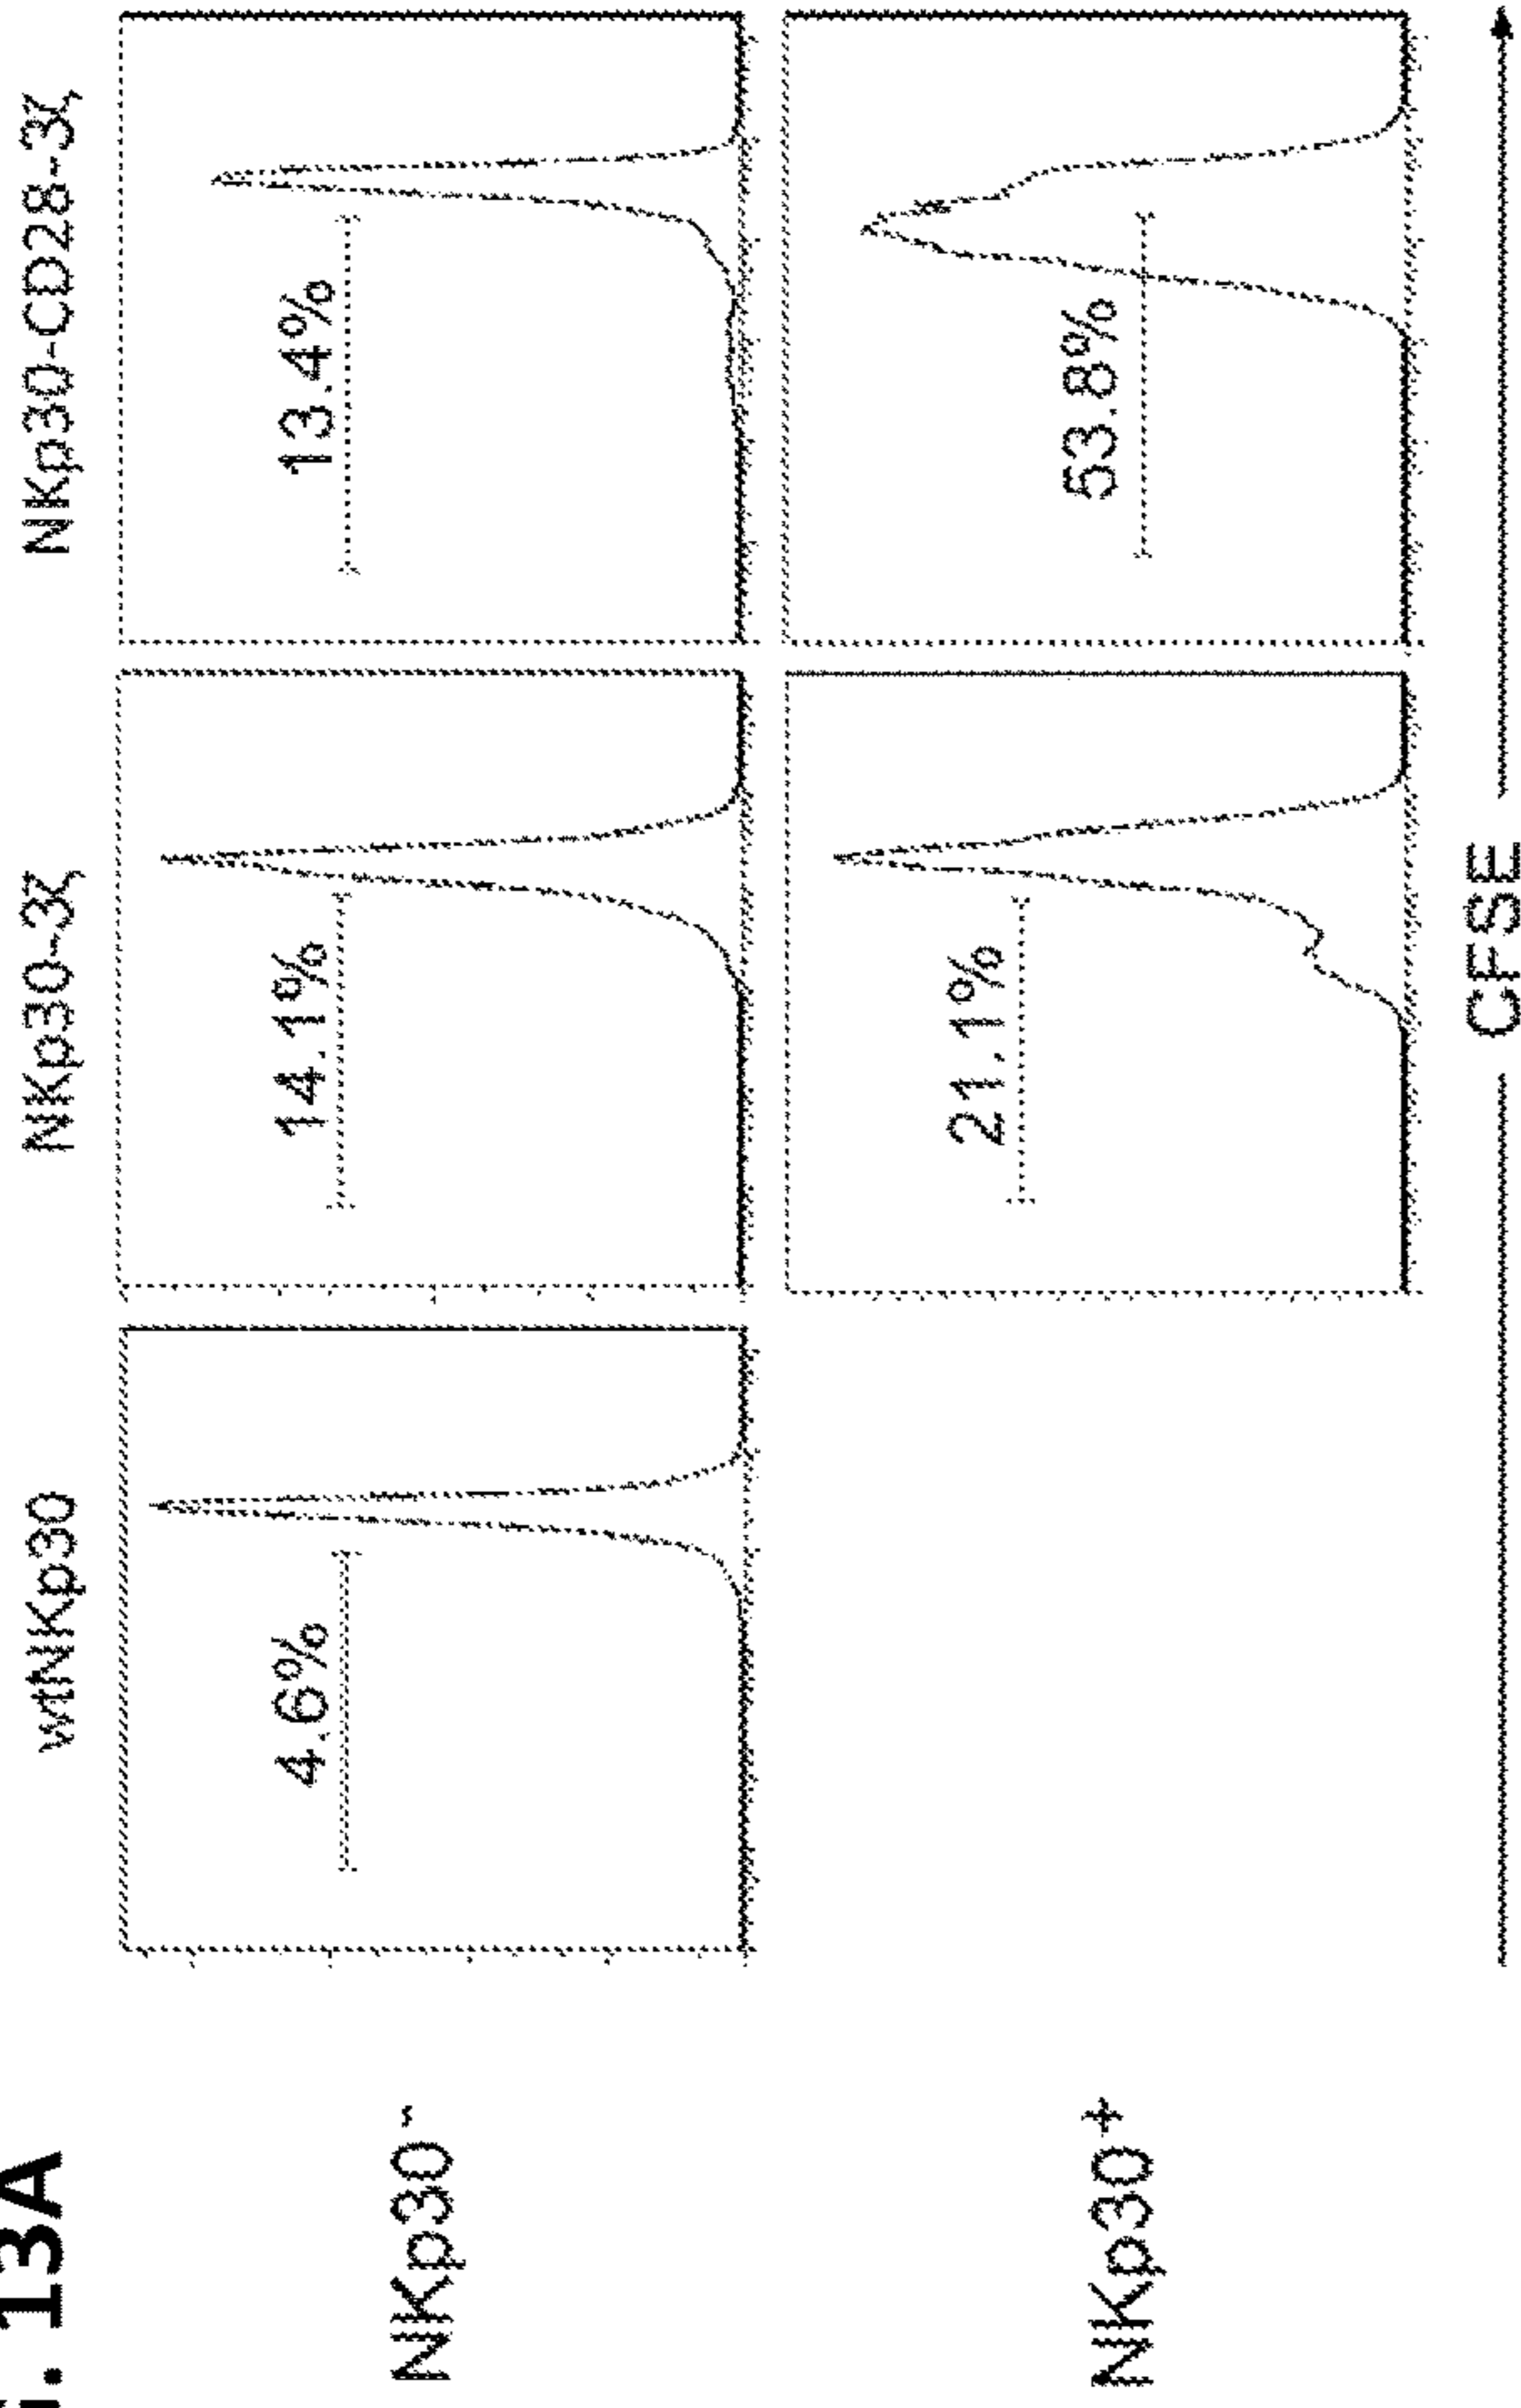 . 13A
wtNKp30 NKp30-3ζ NKp30-CD28-3ζ
NKp30⁻ 4.6% 14.1% 13.4%
NKp30⁺ 21.1% 53.8%
CFSE